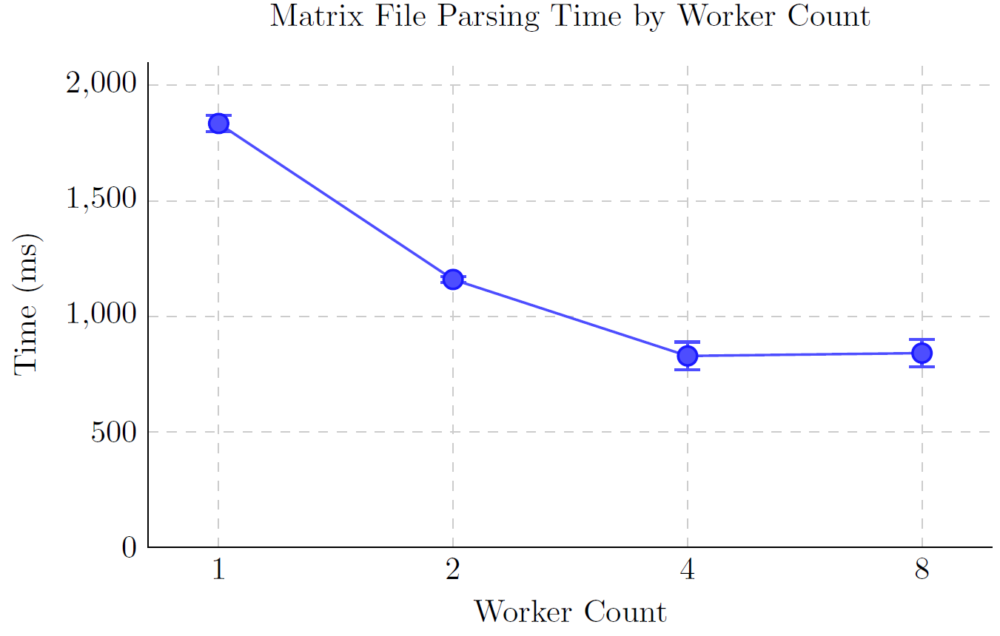 Matrix File Parsing Time by Worker Count
2,000
1,500
1,000
500
0
Time (ms)
1 2 4 8
Worker Count